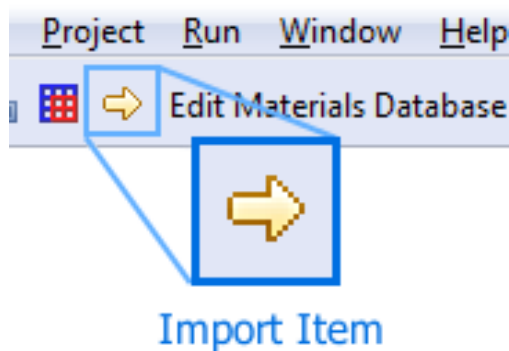 Project Run Window Help
Edit Materials Database
Import Item